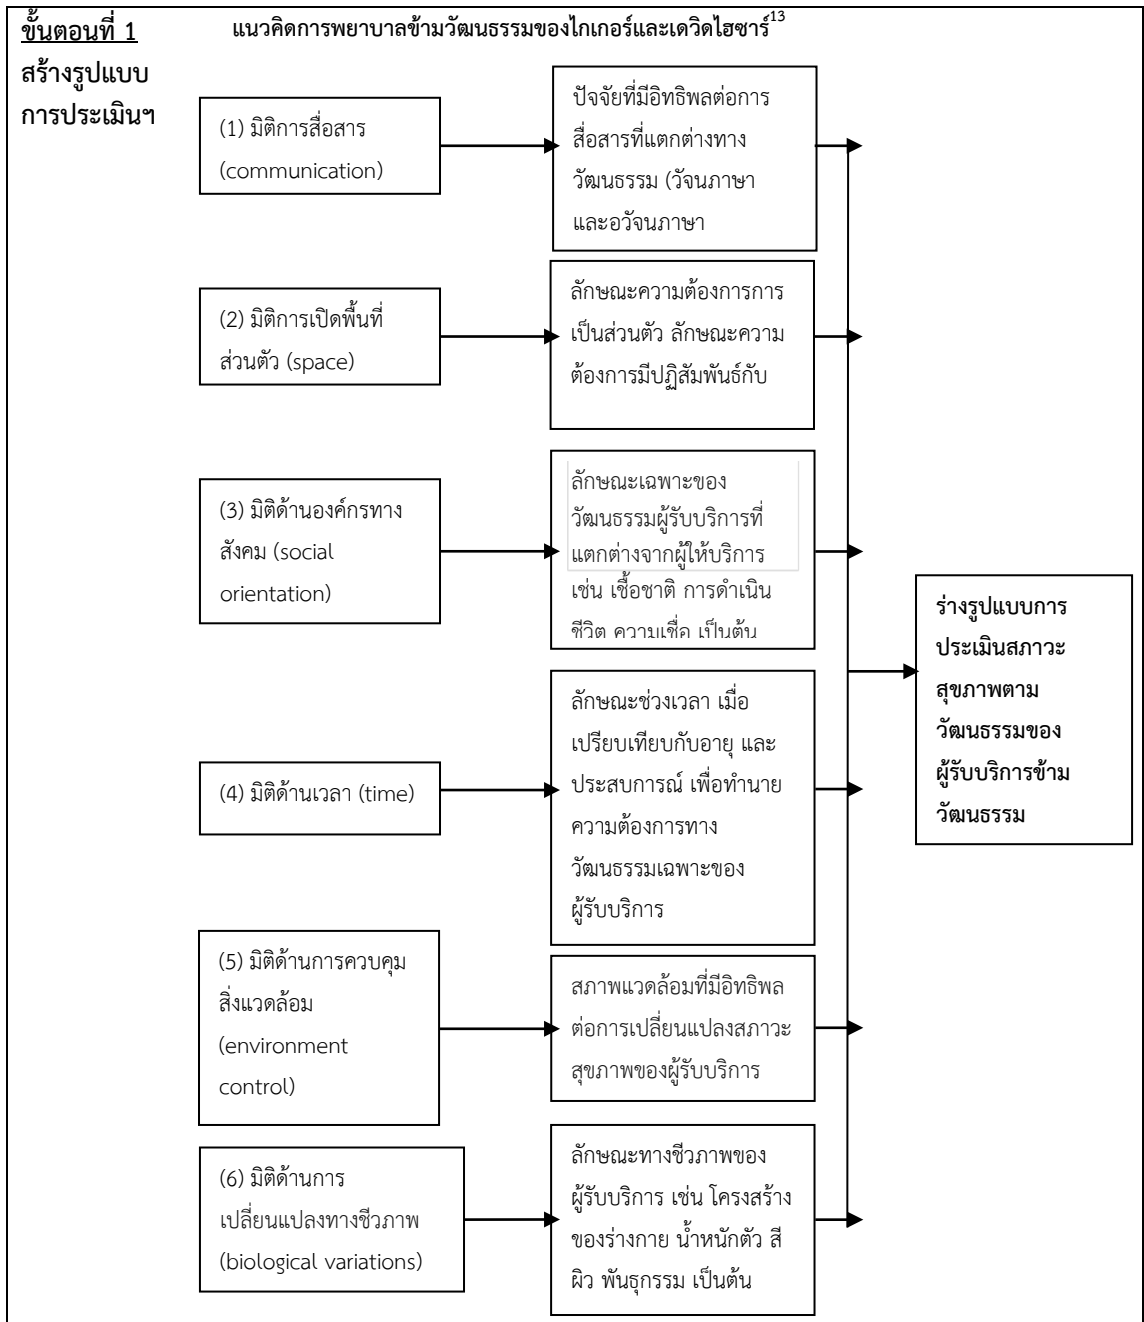 ขั้นตอนที่ 1
สร้างรูปแบบ
การประเมินฯ
แนวคิดการพยาบาลข้ามวัฒนธรรมของไกเกอร์และเดวิดไฮซาร์13
(1) มิติการสื่อสาร
(communication)
ปัจจัยที่มีอิทธิพลต่อการ
สื่อสารที่แตกต่างทาง
วัฒนธรรม (วัจนภาษา
และอวัจนภาษา
(2) มิติการเปิดพื้นที่
ส่วนตัว (space)
ลักษณะความต้องการการ
เป็นส่วนตัว ลักษณะความ
ต้องการมีปฏิสัมพันธ์กับ
(3) มิติด้านองค์กรทาง
สังคม (social
orientation)
ลักษณะเฉพาะของ
วัฒนธรรมผู้รับบริการที่
แตกต่างจากผู้ให้บริการ
เช่น เชื้อชาติ การดำเนิน
ชีวิต ความเชื่อ เป็นต้น
(4) มิติด้านเวลา (time)
ลักษณะช่วงเวลา เมื่อ
เปรียบเทียบกับอายุ และ
ประสบการณ์ เพื่อทำนาย
ความต้องการทาง
วัฒนธรรมเฉพาะของ
ผู้รับบริการ
(5) มิติด้านการควบคุม
สิ่งแวดล้อม
(environment
control)
สภาพแวดล้อมที่มีอิทธิพล
ต่อการเปลี่ยนแปลงสภาวะ
สุขภาพของผู้รับบริการ
(6) มิติด้านการ
เปลี่ยนแปลงทางชีวภาพ
(biological variations)
ลักษณะทางชีวภาพของ
ผู้รับบริการ เช่น โครงสร้าง
ของร่างกาย น้ำหนักตัว สี
ผิว พันธุกรรม เป็นต้น
ร่างรูปแบบการ
ประเมินสภาวะ
สุขภาพตาม
วัฒนธรรมของ
ผู้รับบริการข้าม
วัฒนธรรม